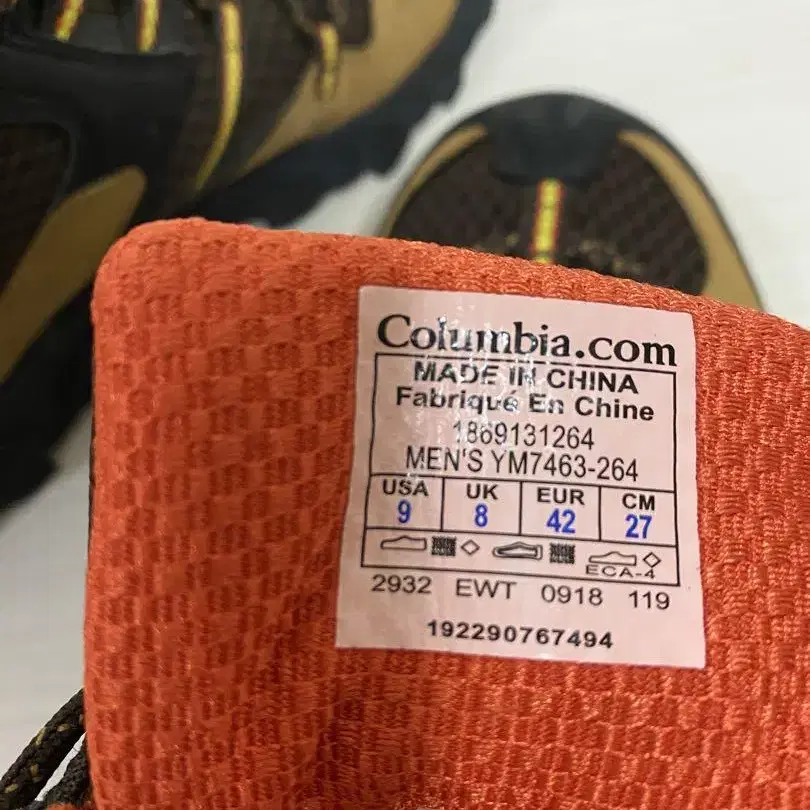 Columbia.com
MADE IN CHINA
Fabriqué En Chine
1869131264
MEN'S YM7463-264
USA UK EUR CM
9 8 42 27
ECA-4
2932 EWT 0918 119
192290767494